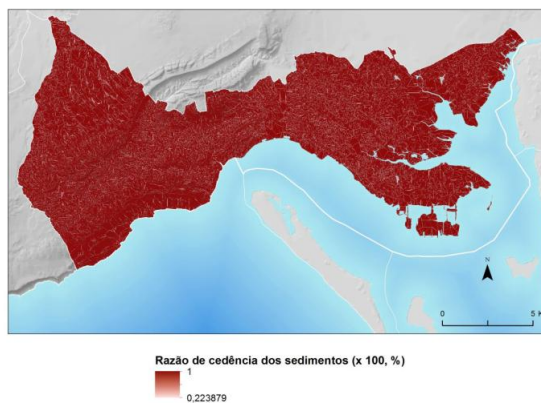 N
0
5 K
Razão de cedência dos sedimentos (x 100, %)
1
0,223879